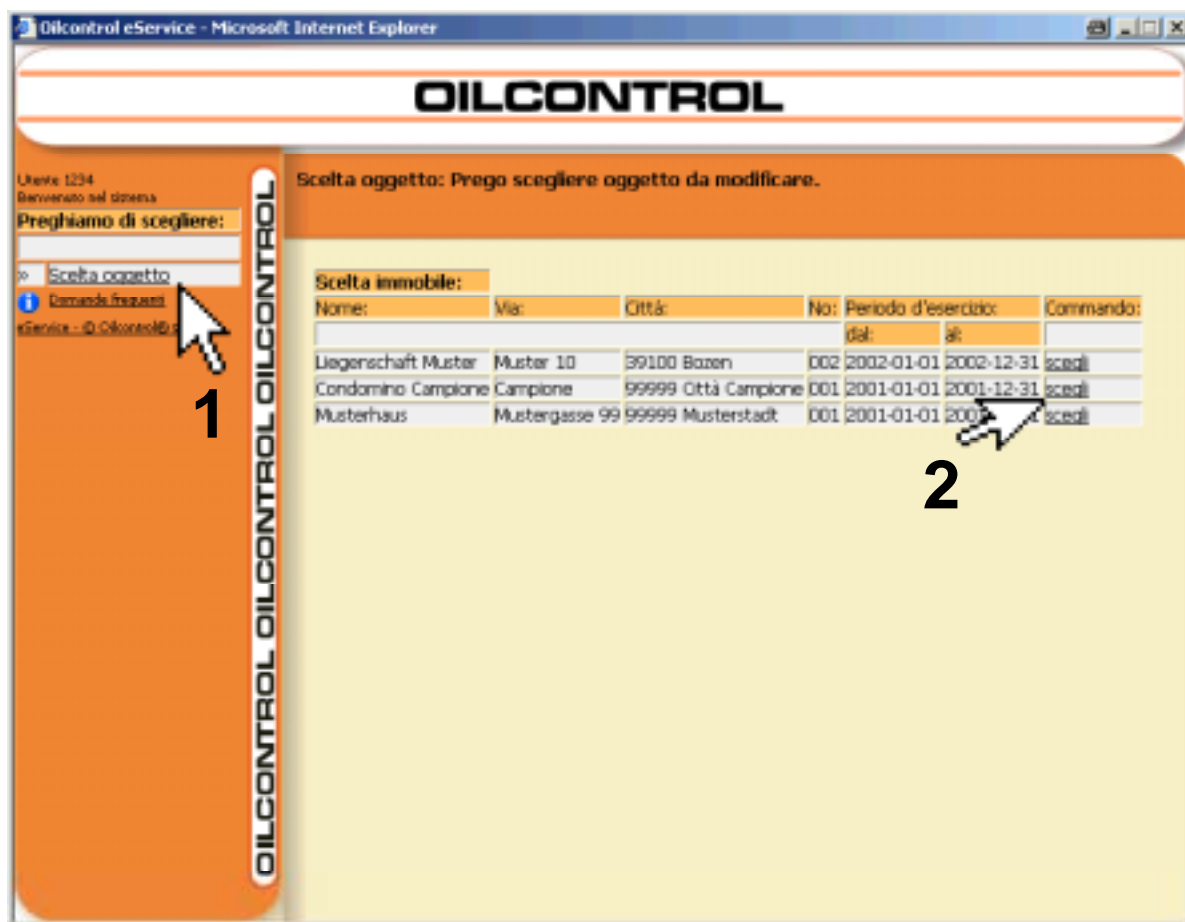 Oilcontrol eService - Microsoft Internet Explorer
OILCONTROL
Utente 1234
Benvenuto nel sistema
Preghiamo di scegliere:
» Scelta oggetto
Domande frequenti
eService - © Oilcontrol®
1
OILCONTROL OILCONTROL OILCONTROL OILCONTROL
Scelta oggetto: Prego scegliere oggetto da modificare.
Scelta immobile:
Nome: Via: Città: No: Periodo d'esercizio: Commando:
dal: al:
Liegenschaft Muster Muster 10 39100 Bozen 002 2002-01-01 2002-12-31 scegli
Condomino Campione Campione 99999 Città Campione 001 2001-01-01 2001-12-31 scegli
Musterhaus Mustergasse 99 99999 Musterstadt 001 2001-01-01 scegli
2